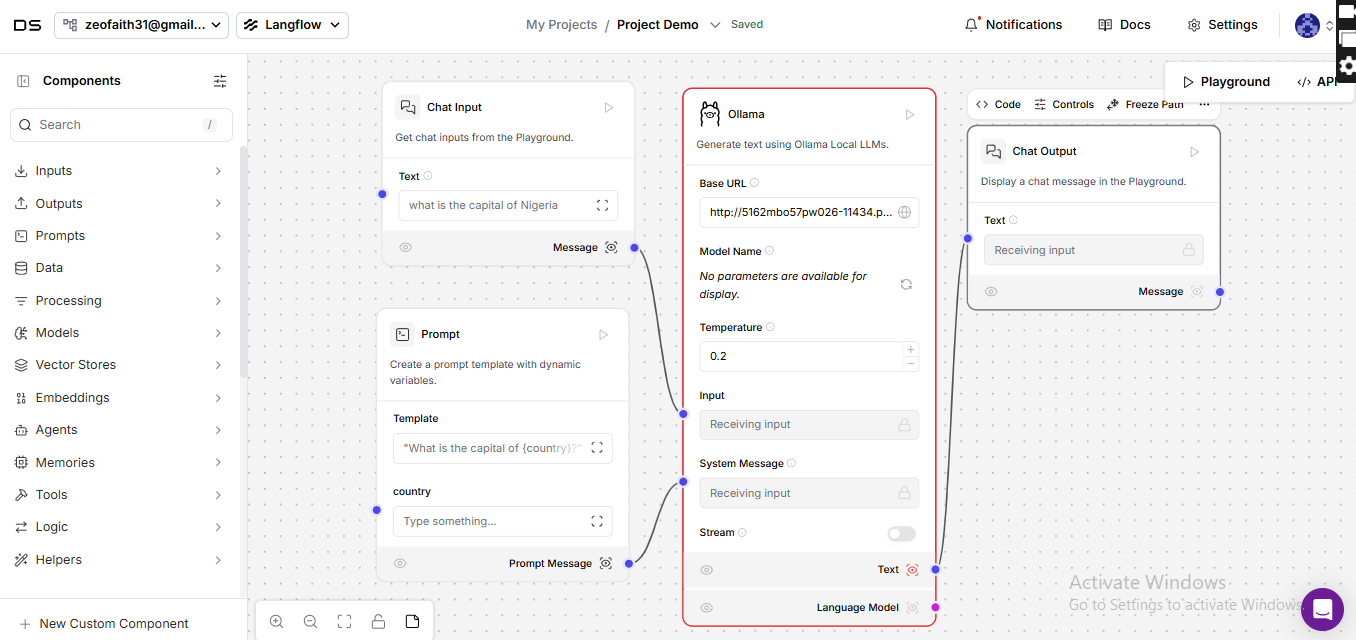 DS
zeofaith31@gmail...
Langflow
My Projects / Project Demo
Saved
Notifications
Docs
Settings
Components
Search
/
Inputs
Outputs
Prompts
Data
Processing
Models
Vector Stores
Embeddings
Agents
Memories
Tools
Logic
Helpers
New Custom Component
Chat Input
Get chat inputs from the Playground.
Text
what is the capital of Nigeria
Message
Prompt
Create a prompt template with dynamic
variables.
Template
"What is the capital of {country}?"
country
Type something...
Prompt Message
Ollama
Generate text using Ollama Local LLMs.
Base URL
http://5162mbo57pw026-11434.p...
Model Name
No parameters are available for
display.
Temperature
0.2
Input
Receiving input
System Message
Receiving input
Stream
Text
Language Model
Playground
</> API
<> Code
Controls
Freeze Path
...
Chat Output
Display a chat message in the Playground.
Text
Receiving input
Message
Activate Windows
Go to Settings to activate Windows.